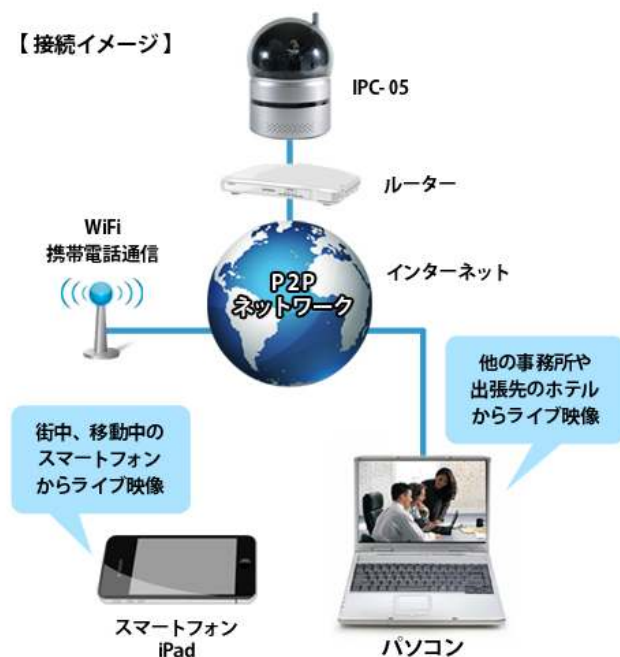 【接続イメージ】
IPC-05
ルーター
WiFi
携帯電話通信
インターネット
P2P
ネットワーク
他の事務所や
出張先のホテル
からライブ映像
街中、移動中の
スマートフォン
からライブ映像
スマートフォン
iPad
パソコン